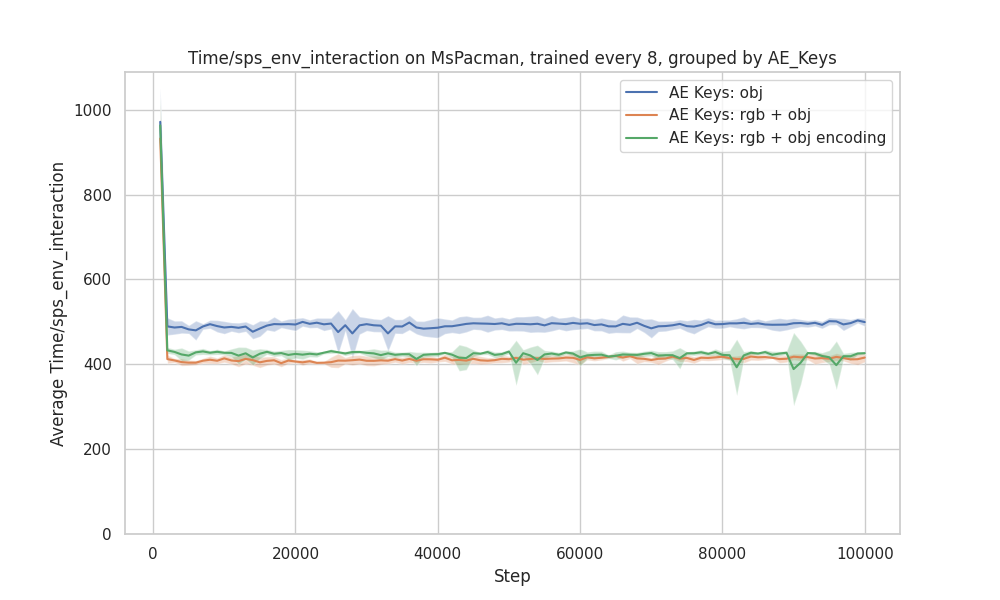 Time/sps_env_interaction on MsPacman, trained every 8, grouped by AE_Keys
AE Keys: obj
AE Keys: rgb + obj
AE Keys: rgb + obj encoding
Average Time/sps_env_interaction
1000
800
600
400
200
0
0 20000 40000 60000 80000 100000
Step